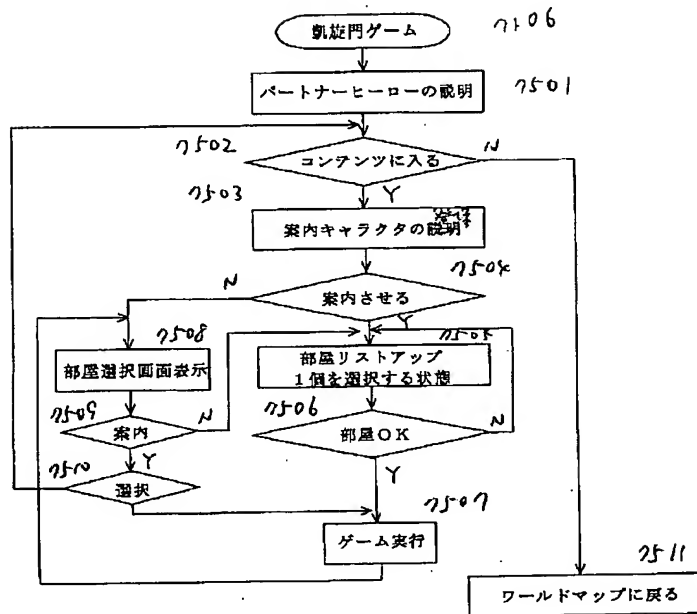 凱旋門ゲーム
7106
パートナーヒーローの説明
7501
7502
コンテンツに入る
N
7503
Y
案内キャラクタの説明
7504
N
案内させる
Y
7508
7505
部屋選択画面表示
部屋リストアップ
1個を選択する状態
7509
7506
案内
N
部屋OK
N
7510
Y
Y
選択
7507
ゲーム実行
7511
ワールドマップに戻る